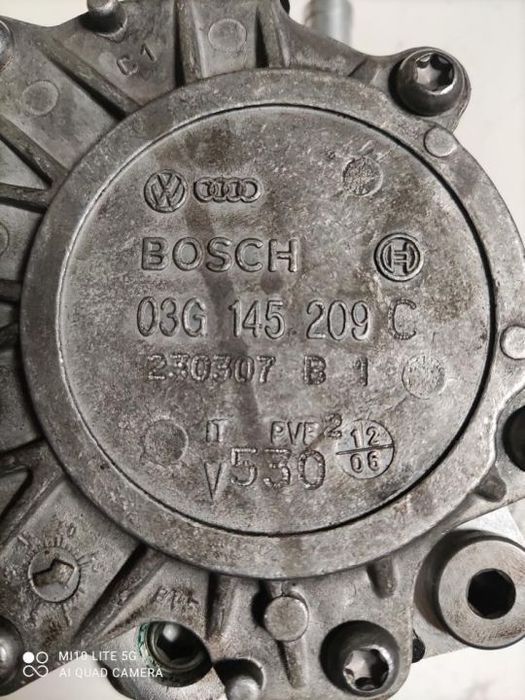 C 1
BOSCH
03G 145 209 C
230307 B 1
IT PVF 2
V530
12
06
MI 10 LITE 5G
AI QUAD CAMERA